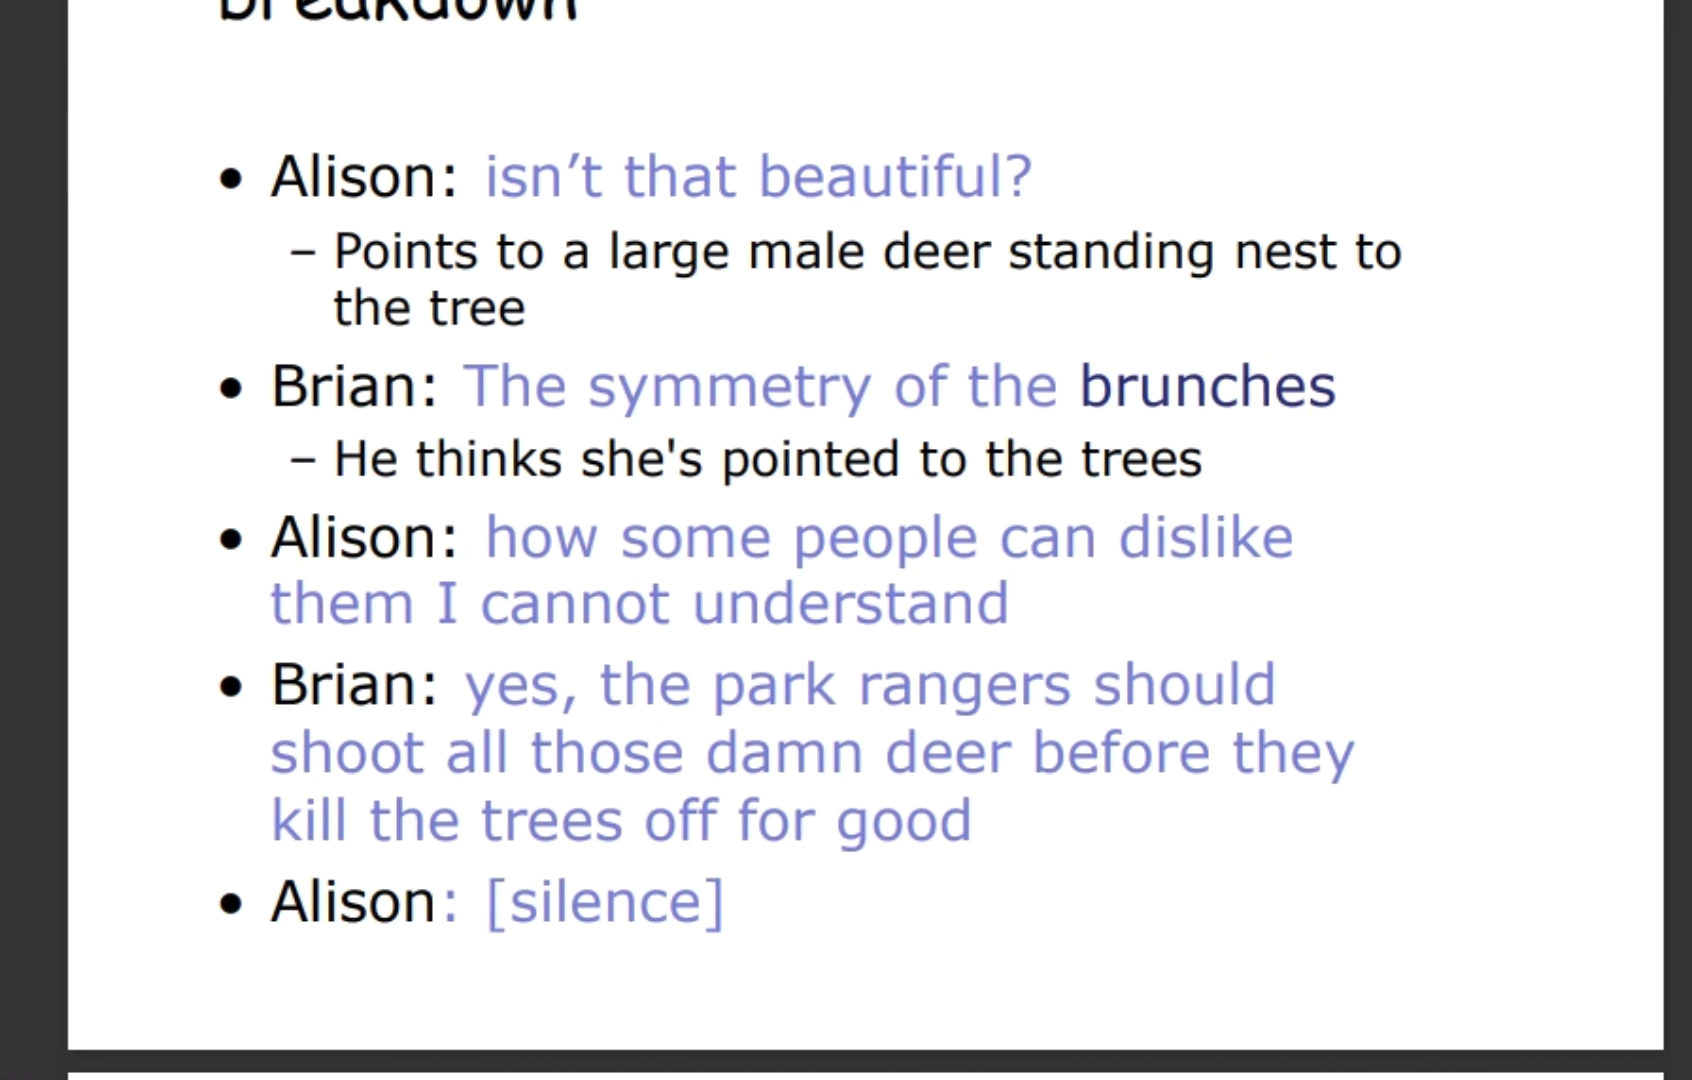 breakdown
• Alison: isn’t that beautiful?
– Points to a large male deer standing nest to
the tree
• Brian: The symmetry of the brunches
– He thinks she's pointed to the trees
• Alison: how some people can dislike
them I cannot understand
• Brian: yes, the park rangers should
shoot all those damn deer before they
kill the trees off for good
• Alison: [silence]